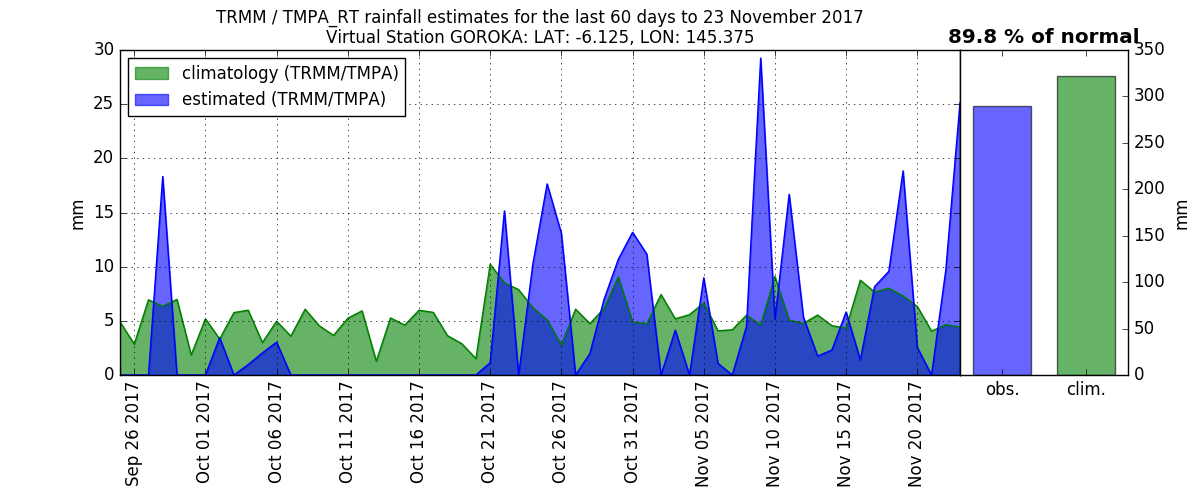 TRMM / TMPA_RT rainfall estimates for the last 60 days to 23 November 2017
Virtual Station GOROKA: LAT: -6.125, LON: 145.375
89.8 % of normal
climatology (TRMM/TMPA)
estimated (TRMM/TMPA)
mm
30
25
20
15
10
5
0
Sep 26 2017
Oct 01 2017
Oct 06 2017
Oct 11 2017
Oct 16 2017
Oct 21 2017
Oct 26 2017
Oct 31 2017
Nov 05 2017
Nov 10 2017
Nov 15 2017
Nov 20 2017
obs.
clim.
350
300
250
200
150
100
50
0
mm